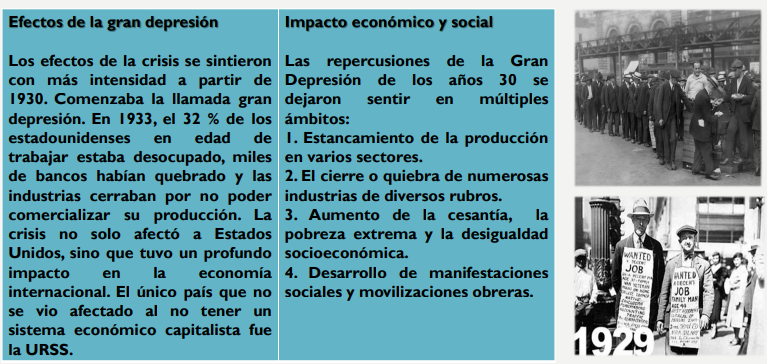 Efectos de la gran depresión
Los efectos de la crisis se sintieron
con más intensidad a partir de
1930. Comenzaba la llamada gran
depresión. En 1933, el 32 % de los
estadounidenses en edad de
trabajar estaba desocupado, miles
de bancos habían quebrado y las
industrias cerraban por no poder
comercializar su producción. La
crisis no solo afectó a Estados
Unidos, sino que tuvo un profundo
impacto en la economía
internacional. El único país que no
se vio afectado al no tener un
sistema económico capitalista fue
la URSS.
Impacto económico y social
Las repercusiones de la Gran
Depresión de los años 30 se
dejaron sentir en múltiples
ámbitos:
1. Estancamiento de la producción
en varios sectores.
2. El cierre o quiebra de numerosas
industrias de diversos rubros.
3. Aumento de la cesantía, la
pobreza extrema y la desigualdad
socioeconómica.
4. Desarrollo de manifestaciones
sociales y movilizaciones obreras.
WANTED
JOB
WANTED
A DECENT
JOB
FAMILY MAN
1929